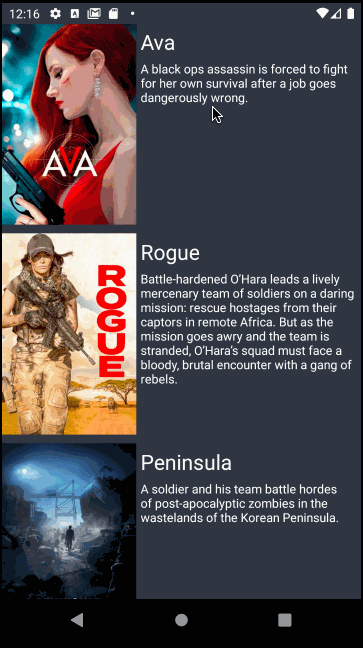 12:16
Ava
A black ops assassin is forced to fight
for her own survival after a job goes
dangerously wrong.
AVA
Rogue
Battle-hardened O'Hara leads a lively
mercenary team of soldiers on a daring
mission: rescue hostages from their
captors in remote Africa. But as the
mission goes awry and the team is
stranded, O'Hara's squad must face a
bloody, brutal encounter with a gang of
rebels.
ROGUE
Peninsula
A soldier and his team battle hordes
of post-apocalyptic zombies in the
wastelands of the Korean Peninsula.